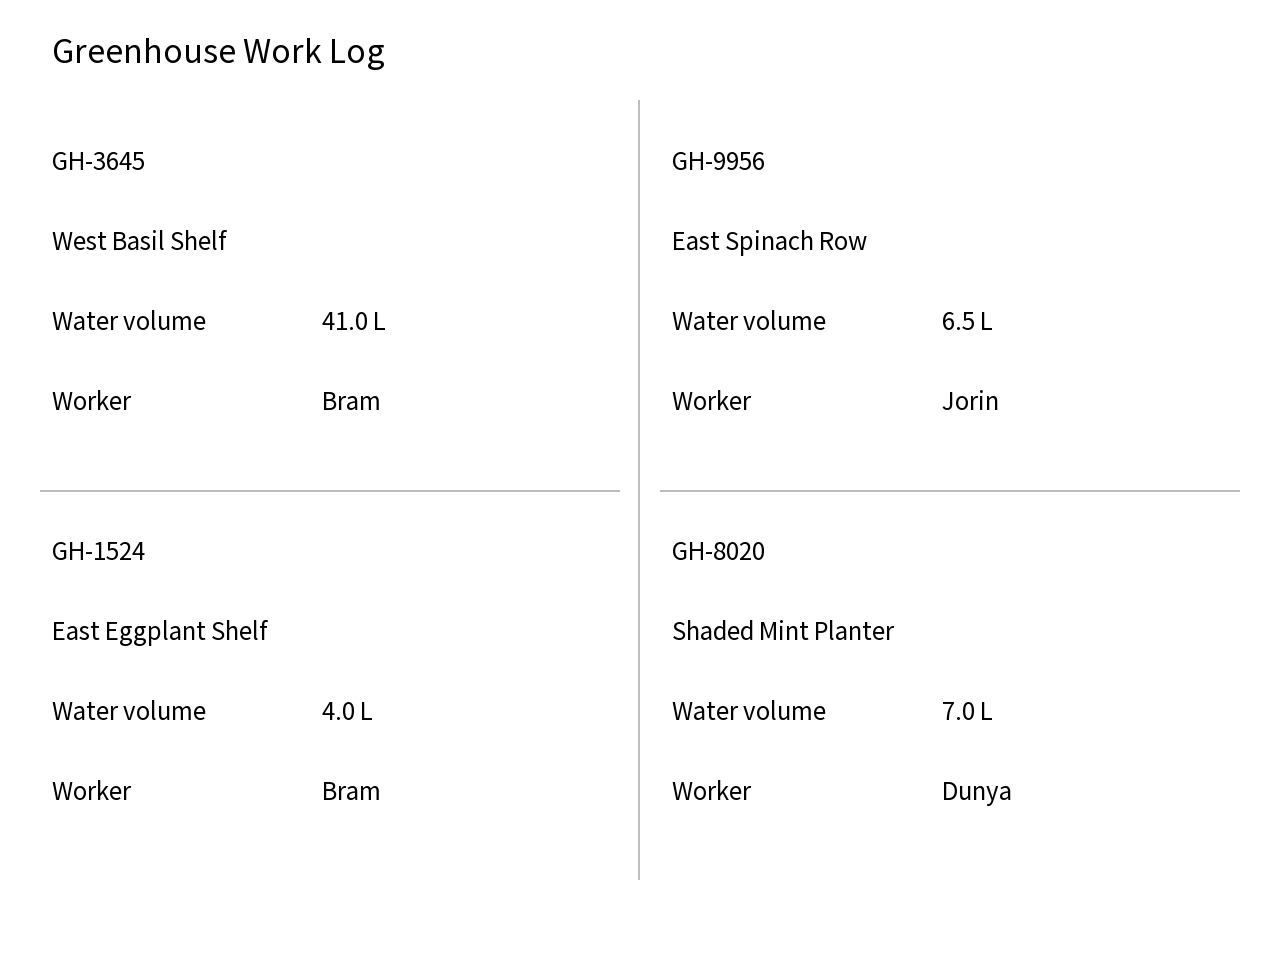 Greenhouse Work Log
GH-3645
West Basil Shelf
Water volume 41.0 L
Worker Bram
GH-9956
East Spinach Row
Water volume 6.5 L
Worker Jorin
GH-1524
East Eggplant Shelf
Water volume 4.0 L
Worker Bram
GH-8020
Shaded Mint Planter
Water volume 7.0 L
Worker Dunya